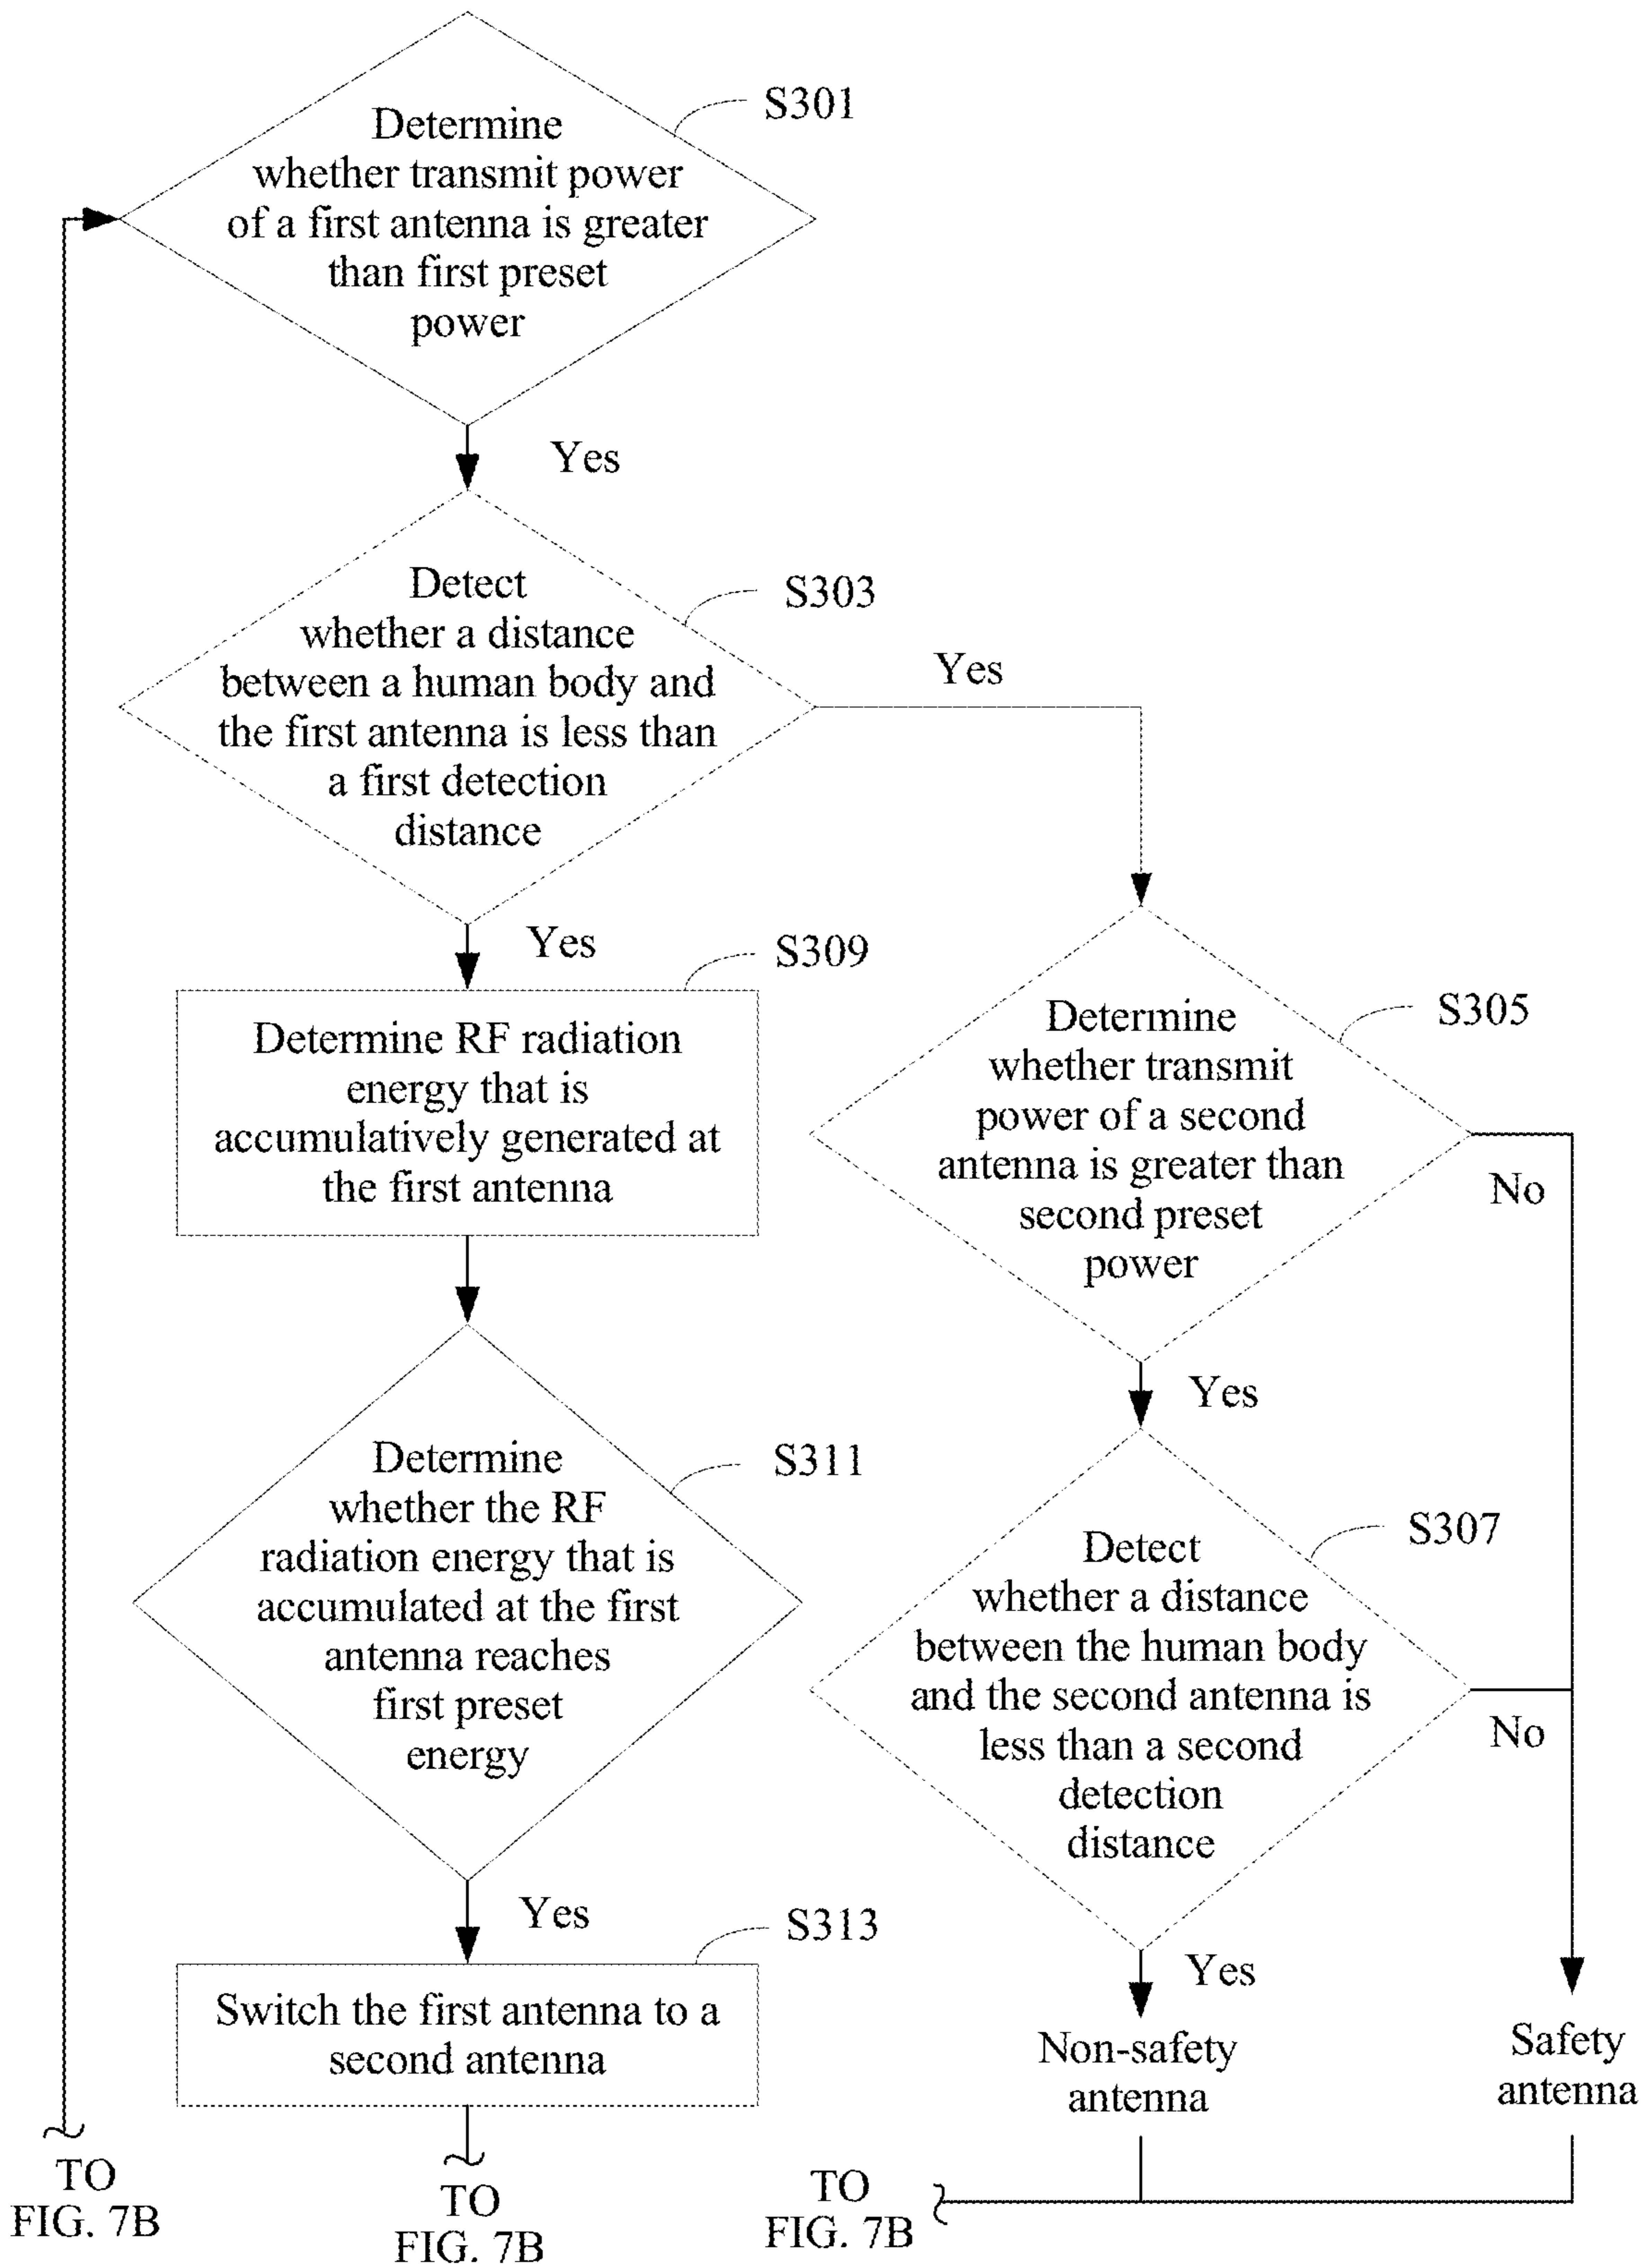 Determine
whether transmit power
of a first antenna is greater
than first preset
power
S301
Yes
Detect
whether a distance
between a human body and
the first antenna is less than
a first detection
distance
S303
Yes
Yes
Determine RF radiation
energy that is
accumulatively generated at
the first antenna
S309
Determine
whether transmit
power of a second
antenna is greater than
second preset
power
S305
No
Yes
Determine
whether the RF
radiation energy that is
accumulated at the first
antenna reaches
first preset
energy
S311
Detect
whether a distance
between the human body
and the second antenna is
less than a second
detection
distance
S307
No
Yes
Switch the first antenna to a
second antenna
S313
Yes
Non-safety
antenna
Safety
antenna
TO
FIG. 7B
TO
FIG. 7B
TO
FIG. 7B